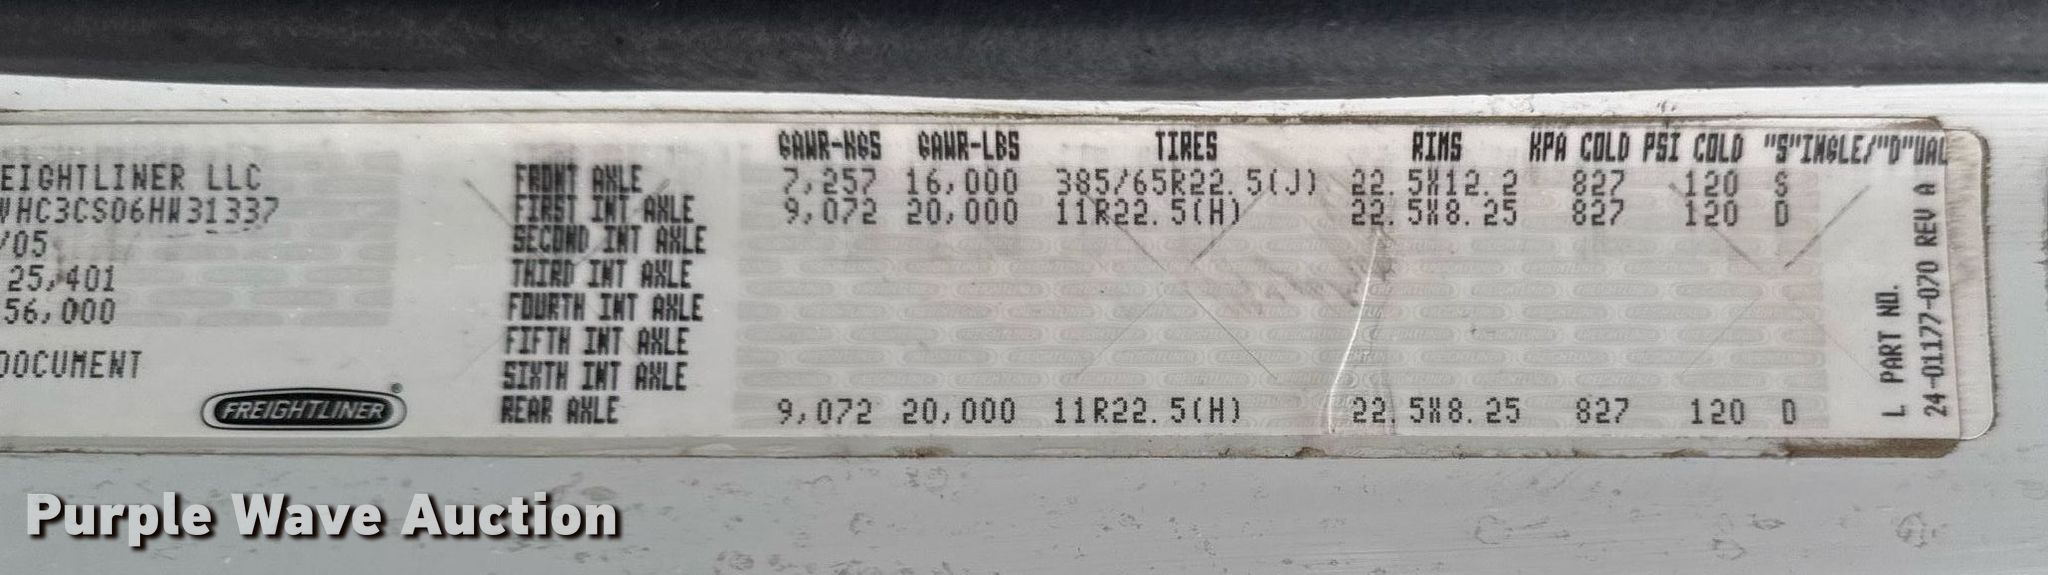 GAWR-KGS GAWR-LBS TIRES RIMS KPA COLD PSI COLD "S"INGLE/"D"UAL
EIGHTLINER LLC FRONT AXLE 7,257 16,000 385/65R22.5(J) 22.5X12.2 827 120 S
HC3CS06HW31337 FIRST INT AXLE 9,072 20,000 11R22.5(H) 22.5X8.25 827 120 D
/05 SECOND INT AXLE
25,401 THIRD INT AXLE
56,000 FOURTH INT AXLE
FIFTH INT AXLE
DOCUMENT SIXTH INT AXLE
FREIGHTLINER® REAR AXLE 9,072 20,000 11R22.5(H) 22.5X8.25 827 120 D
L PART NO.
24-01177-070 REV A
Purple Wave Auction